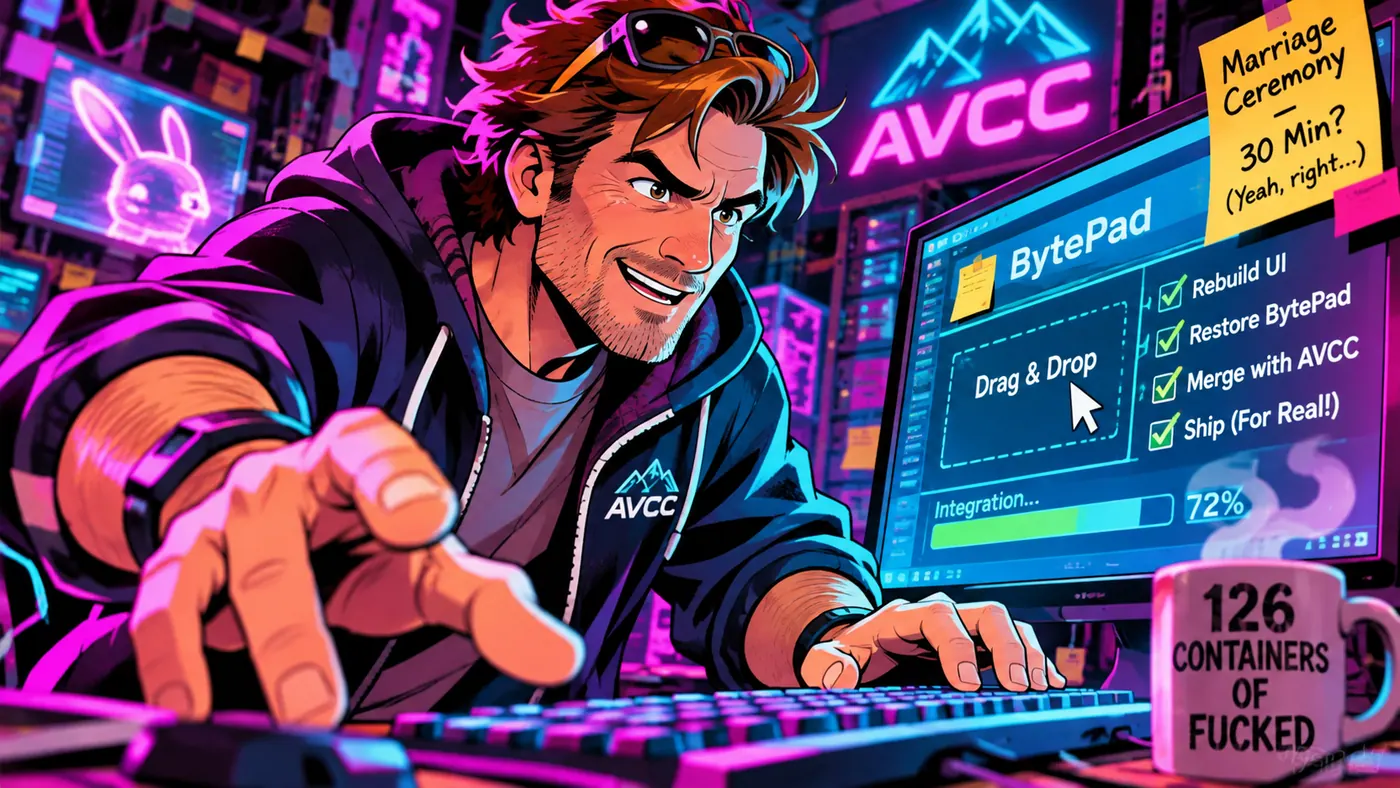 AVCC
Marriage
Ceremony
–
30 Min?
(Yeah, right...)
BytePad
Drag & Drop
Rebuild UI
Restore BytePad
Merge with AVCC
Ship (For Real!)
Integration...
72%
AVCC
126
CONTAINERS
OF
FUCKED